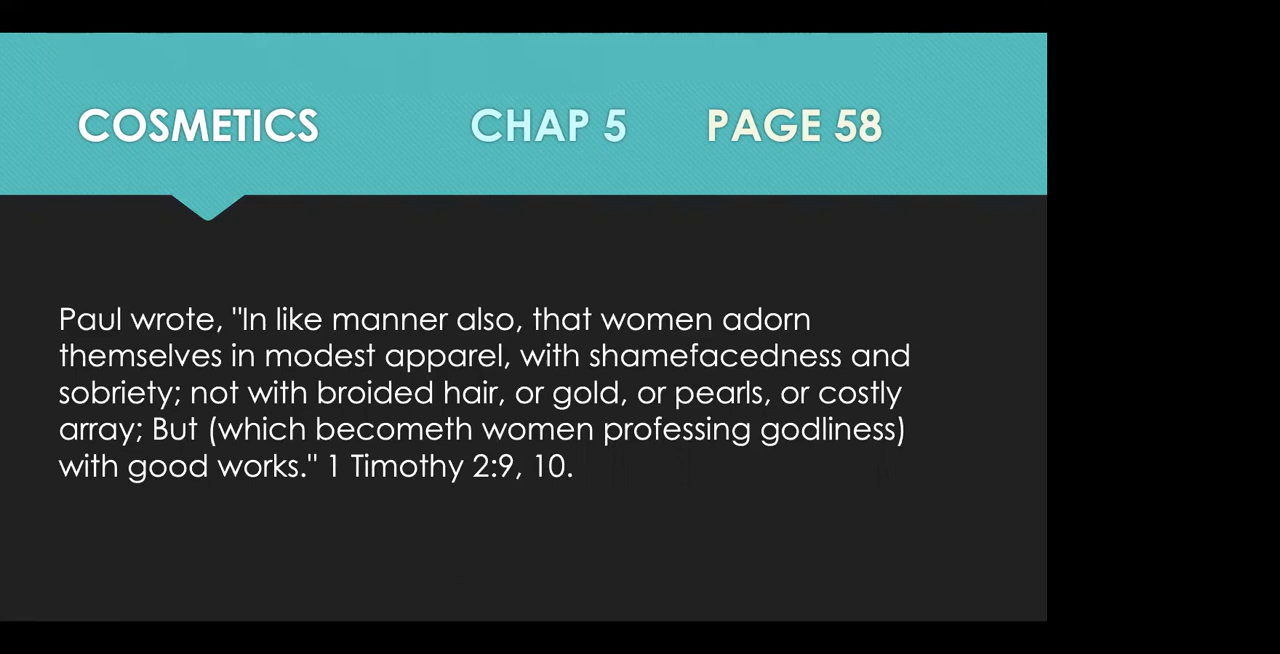 COSMETICS CHAP 5 PAGE 58
Paul wrote, "In like manner also, that women adorn
themselves in modest apparel, with shamefacedness and
sobriety; not with broided hair, or gold, or pearls, or costly
array; But (which becometh women professing godliness)
with good works." 1 Timothy 2:9, 10.